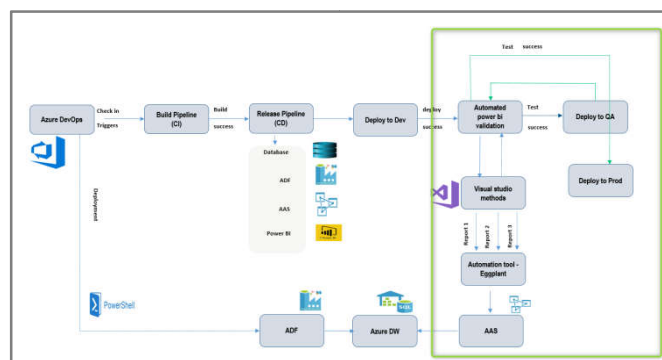 Test success
Azure DevOps
Check in
Triggers
Build Pipeline
(CI)
Build
success
Release Pipeline
(CD)
Deploy to Dev
deploy
success
Automated
power bi
validation
Test
success
Deploy to QA
Database
ADF
AAS
Power BI
Deployment
Visual studio
methods
Deploy to Prod
Report 1
Report 2
Report 3
Automation tool -
Eggplant
PowerShell
ADF
Azure DW
SQL
AAS